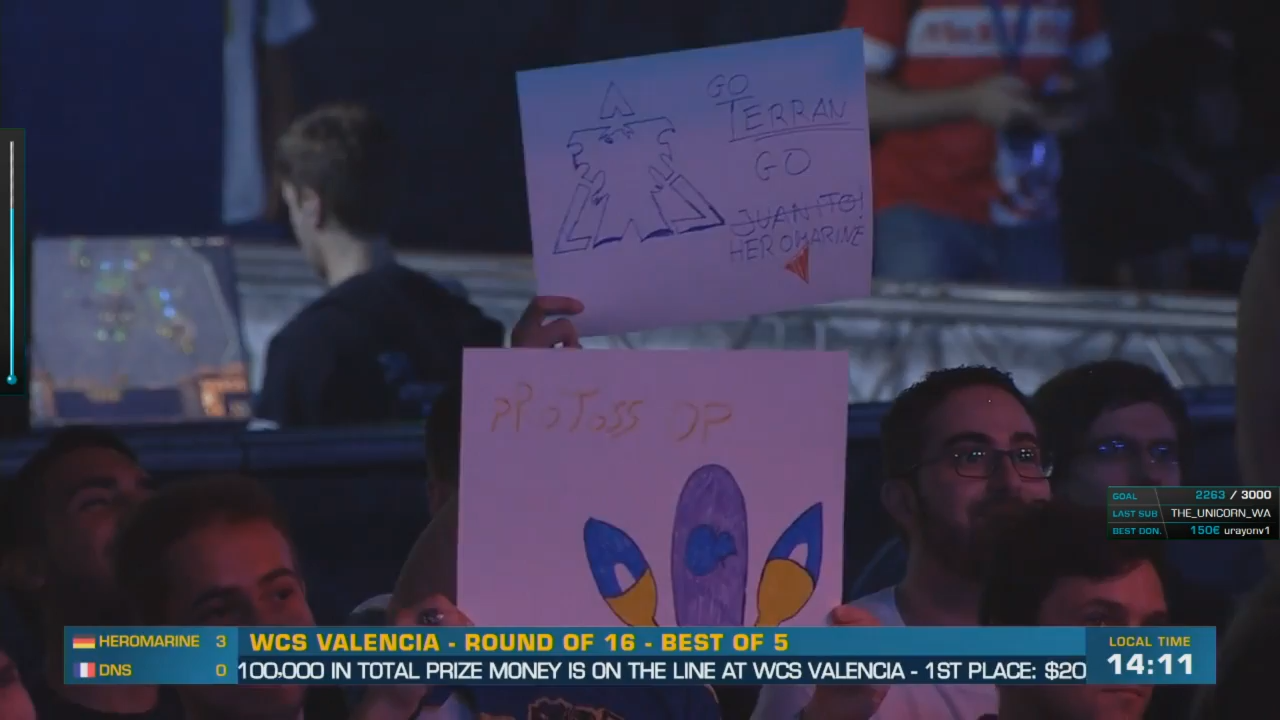 GO
TERRAN
GO
JUANITO!
HEROMARINE
PROTOSS OP
GOAL 2263 / 3000
LAST SUB THE_UNICORN_WA
BEST DON. 150€ urayonv1
HEROMARINE 3
DNS 0
WCS VALENCIA - ROUND OF 16 - BEST OF 5
100,000 IN TOTAL PRIZE MONEY IS ON THE LINE AT WCS VALENCIA - 1ST PLACE: $20
LOCAL TIME
14:11